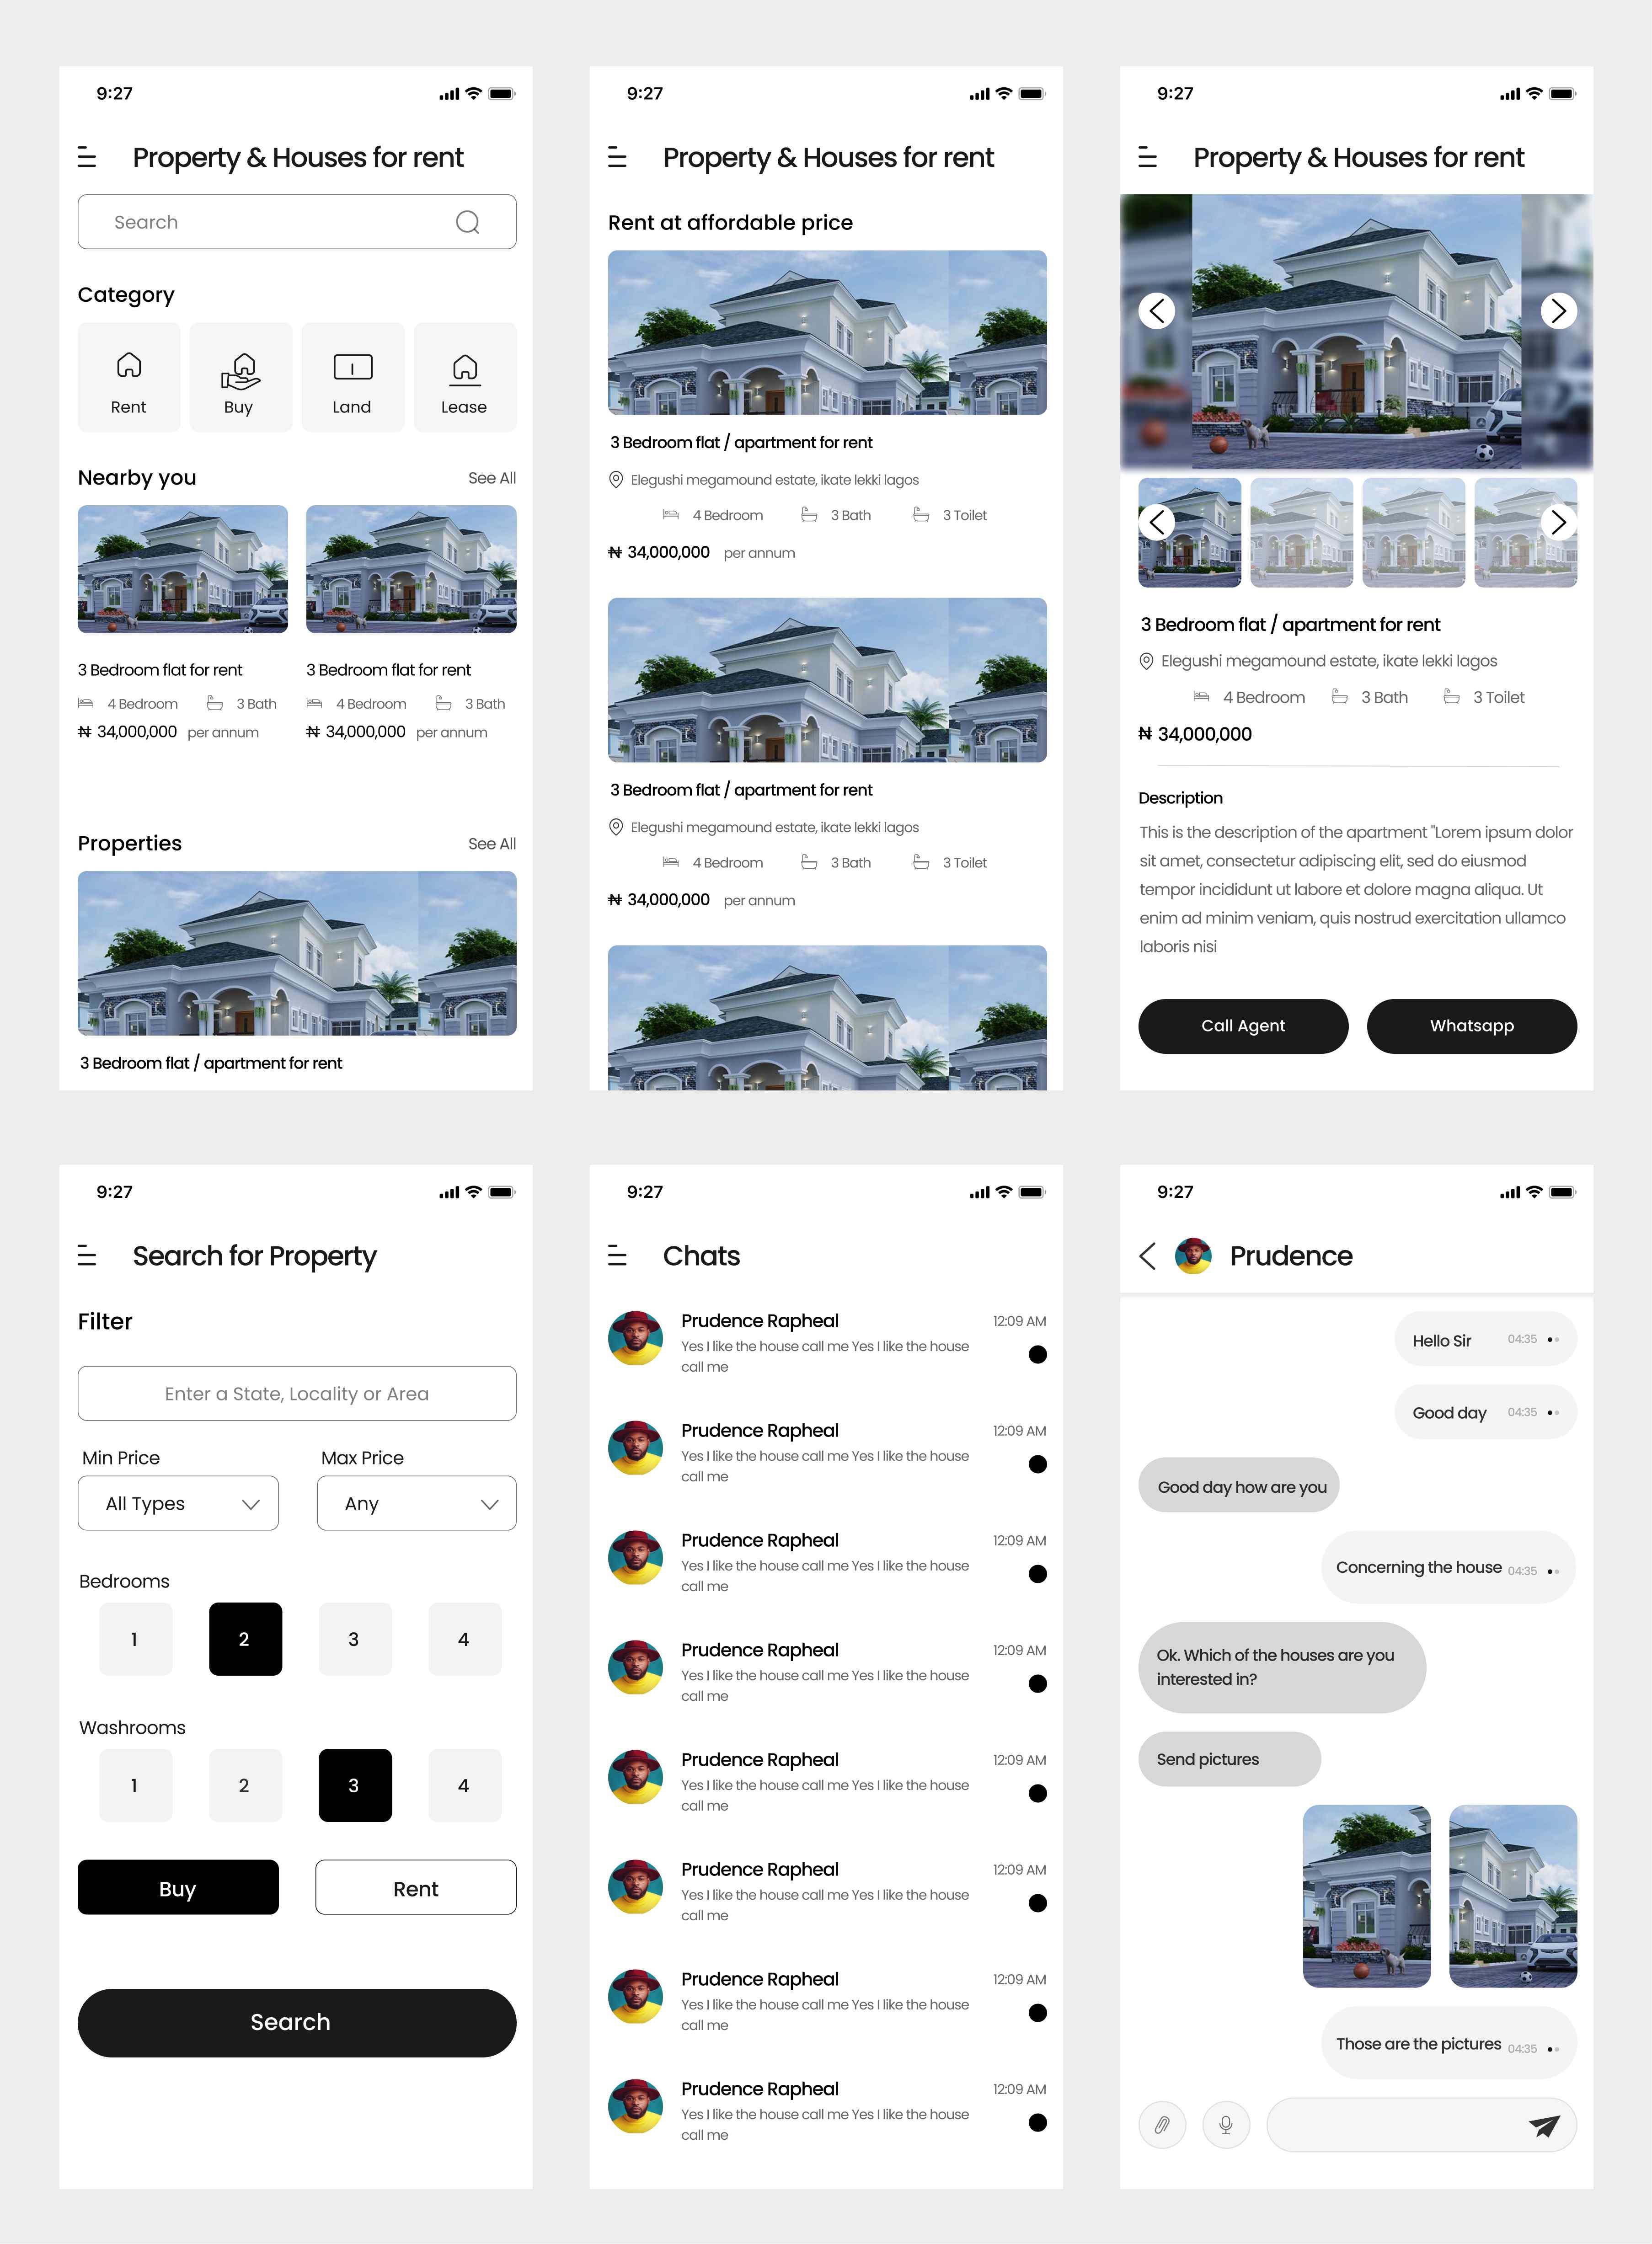 9:27
Property & Houses for rent
Search
Category
Rent
Buy
Land
Lease
Nearby you
See All
3 Bedroom flat for rent
4 Bedroom
3 Bath
₦ 34,000,000 per annum
3 Bedroom flat for rent
4 Bedroom
3 Bath
₦ 34,000,000 per annum
Properties
See All
3 Bedroom flat / apartment for rent
9:27
Property & Houses for rent
Rent at affordable price
3 Bedroom flat / apartment for rent
Elegushi megamound estate, ikate lekki lagos
4 Bedroom
3 Bath
3 Toilet
₦ 34,000,000 per annum
3 Bedroom flat / apartment for rent
Elegushi megamound estate, ikate lekki lagos
4 Bedroom
3 Bath
3 Toilet
₦ 34,000,000 per annum
9:27
Property & Houses for rent
3 Bedroom flat / apartment for rent
Elegushi megamound estate, ikate lekki lagos
4 Bedroom
3 Bath
3 Toilet
₦ 34,000,000
Description
This is the description of the apartment "Lorem ipsum dolor
sit amet, consectetur adipiscing elit, sed do eiusmod
tempor incididunt ut labore et dolore magna aliqua. Ut
enim ad minim veniam, quis nostrud exercitation ullamco
laboris nisi
Call Agent
Whatsapp
9:27
Search for Property
Filter
Enter a State, Locality or Area
Min Price
Max Price
All Types
Any
Bedrooms
1
2
3
4
Washrooms
1
2
3
4
Buy
Rent
Search
9:27
Chats
Prudence Rapheal
12:09 AM
Yes I like the house call me Yes I like the house
call me
Prudence Rapheal
12:09 AM
Yes I like the house call me Yes I like the house
call me
Prudence Rapheal
12:09 AM
Yes I like the house call me Yes I like the house
call me
Prudence Rapheal
12:09 AM
Yes I like the house call me Yes I like the house
call me
Prudence Rapheal
12:09 AM
Yes I like the house call me Yes I like the house
call me
Prudence Rapheal
12:09 AM
Yes I like the house call me Yes I like the house
call me
Prudence Rapheal
12:09 AM
Yes I like the house call me Yes I like the house
call me
Prudence Rapheal
12:09 AM
Yes I like the house call me Yes I like the house
call me
9:27
Prudence
Hello Sir 04:35
Good day 04:35
Good day how are you
Concerning the house 04:35
Ok. Which of the houses are you
interested in?
Send pictures
Those are the pictures 04:35